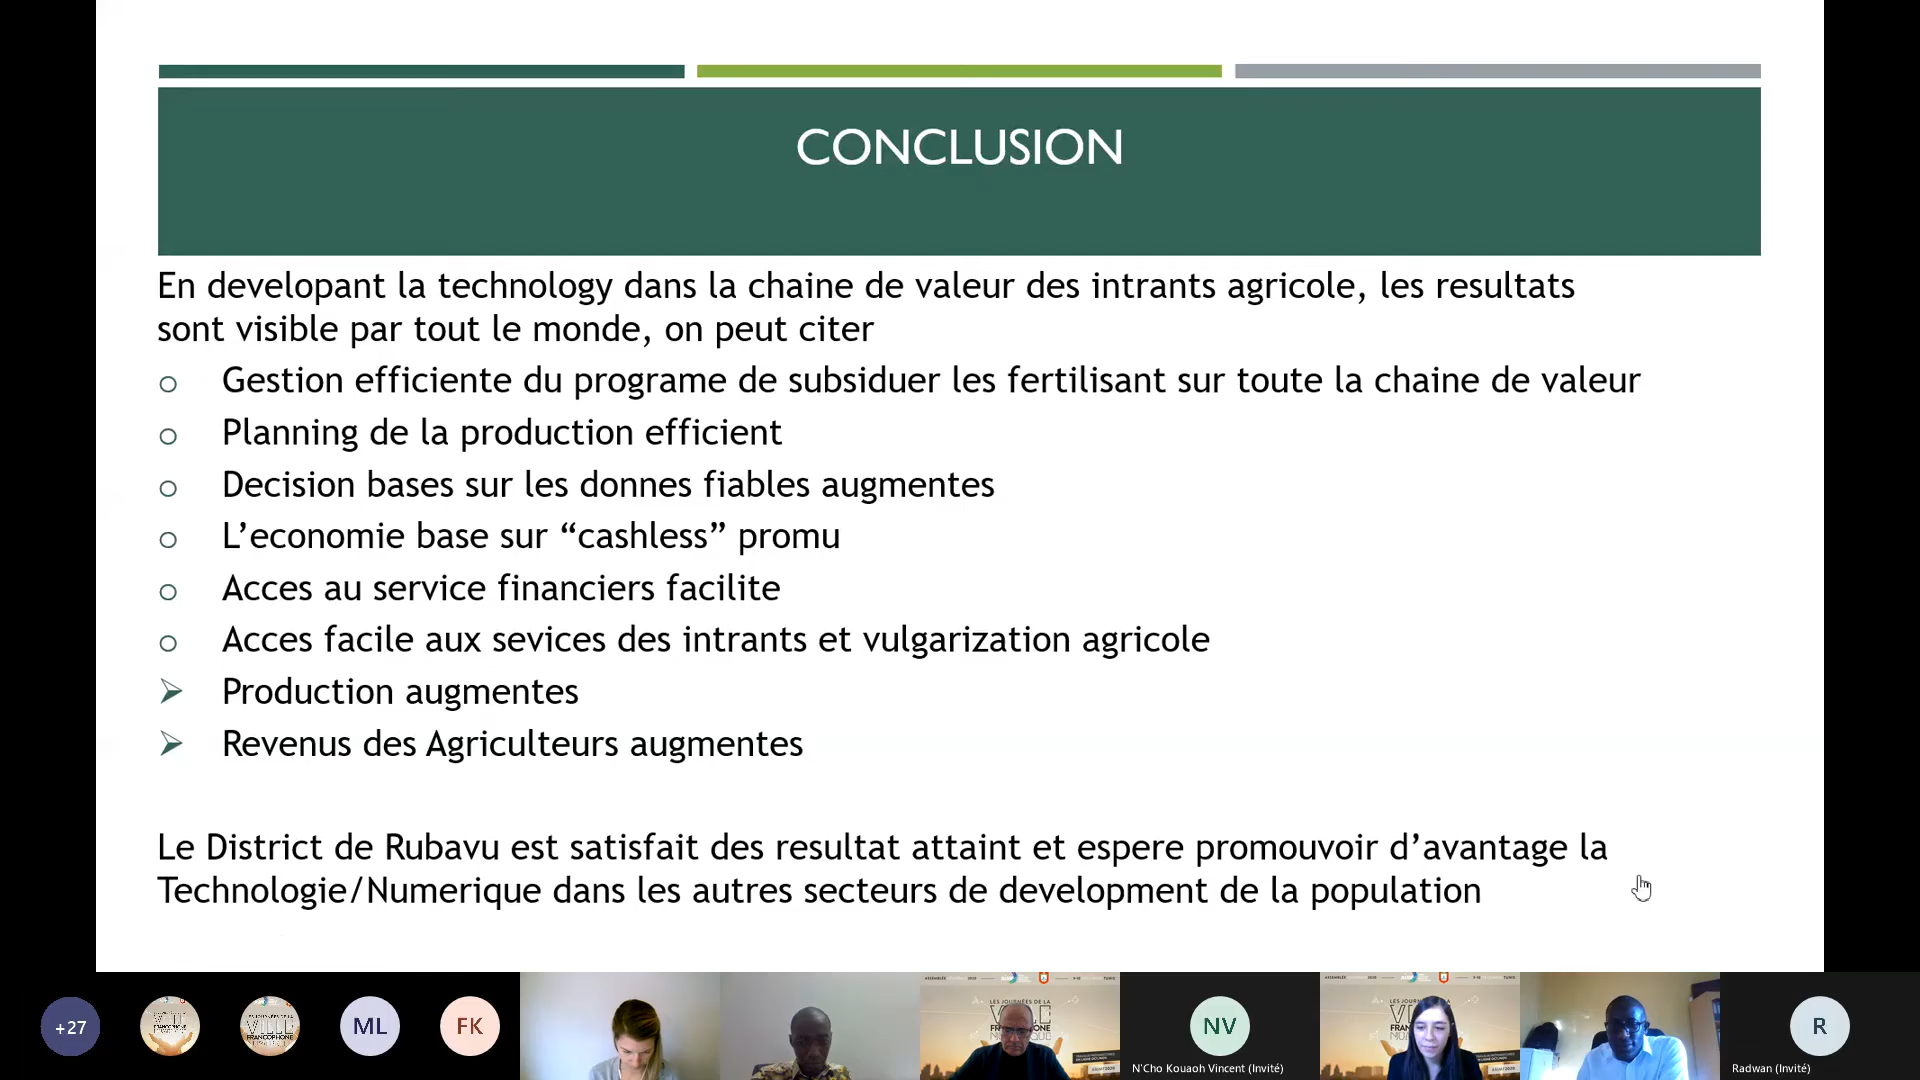 CONCLUSION
En developant la technology dans la chaine de valeur des intrants agricole, les resultats
sont visible par tout le monde, on peut citer
Gestion efficiente du programe de subsiduer les fertilisant sur toute la chaine de valeur
Planning de la production efficient
Decision bases sur les donnes fiables augmentes
L’economie base sur “cashless” promu
Acces au service financiers facilite
Acces facile aux sevices des intrants et vulgarization agricole
Production augmentes
Revenus des Agriculteurs augmentes
Le District de Rubavu est satisfait des resultat attaint et espere promouvoir d’avantage la
Technologie/Numerique dans les autres secteurs de development de la population
+27
ML
FK
NV
N'Cho Kouaoh Vincent (Invité)
R
Radwan (Invité)